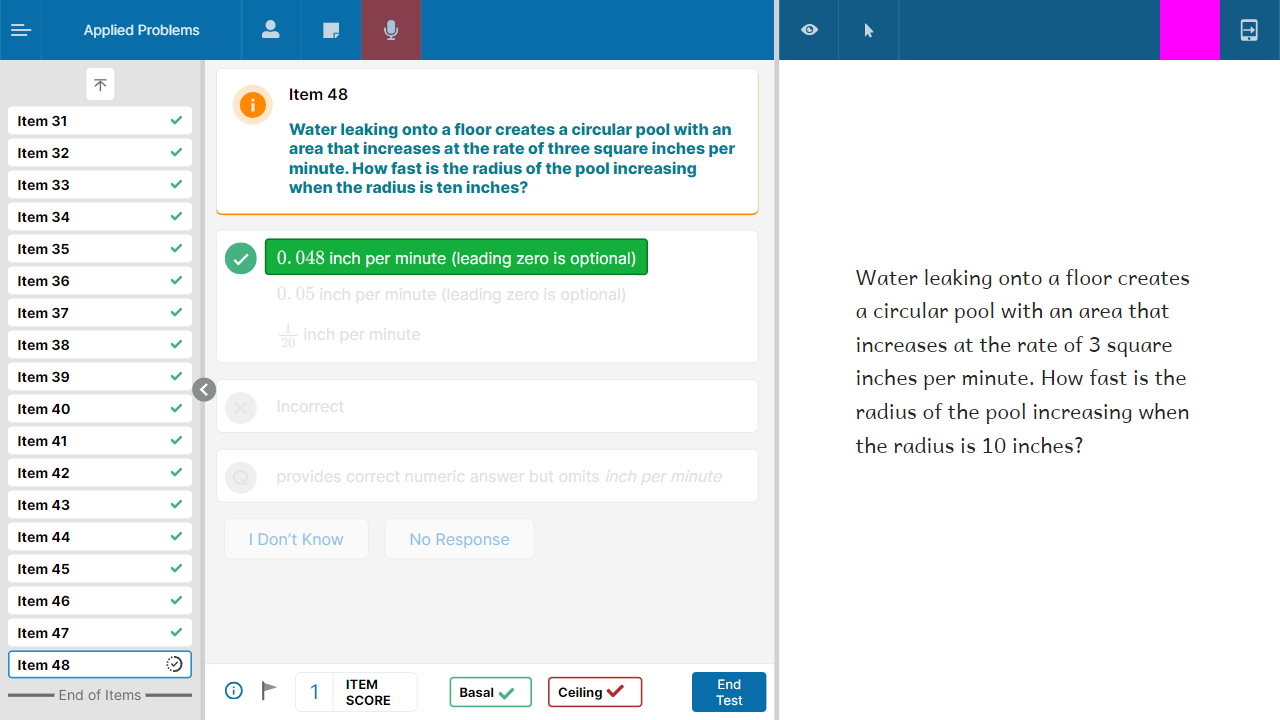 Applied Problems
Item 31
Item 32
Item 33
Item 34
Item 35
Item 36
Item 37
Item 38
Item 39
Item 40
Item 41
Item 42
Item 43
Item 44
Item 45
Item 46
Item 47
Item 48
End of Items
Item 48
Water leaking onto a floor creates a circular pool with an
area that increases at the rate of three square inches per
minute. How fast is the radius of the pool increasing
when the radius is ten inches?
0.048 inch per minute (leading zero is optional)
0.05 inch per minute (leading zero is optional)
1/20 inch per minute
Incorrect
Q provides correct numeric answer but omits inch per minute
I Don't Know
No Response
1 ITEM
SCORE
Basal
Ceiling
End
Test
Water leaking onto a floor creates
a circular pool with an area that
increases at the rate of 3 square
inches per minute. How fast is the
radius of the pool increasing when
the radius is 10 inches?